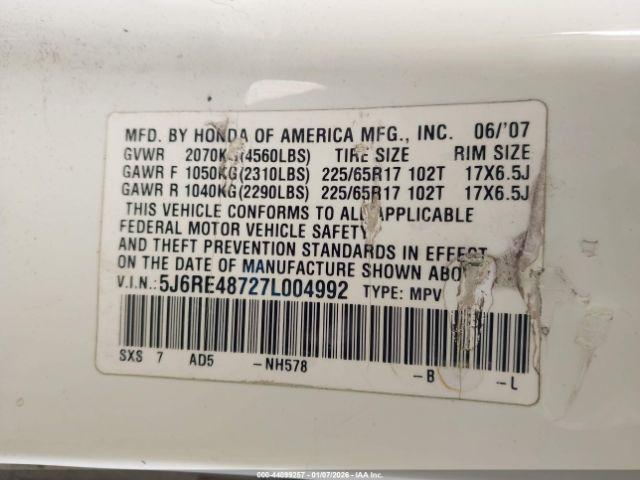 MFD. BY HONDA OF AMERICA MFG., INC. 06/'07
GVWR 2070KG(4560LBS) TIRE SIZE RIM SIZE
GAWR F 1050KG(2310LBS) 225/65R17 102T 17X6.5J
GAWR R 1040KG(2290LBS) 225/65R17 102T 17X6.5J
THIS VEHICLE CONFORMS TO ALL APPLICABLE
FEDERAL MOTOR VEHICLE SAFETY
AND THEFT PREVENTION STANDARDS IN EFFECT
ON THE DATE OF MANUFACTURE SHOWN
V.I.N.: 5J6RE48727L004992 TYPE: MPV
SXS 7 AD5 -NH578 -B -L
000-44099257 - 01/07/2026 - IAA Inc.